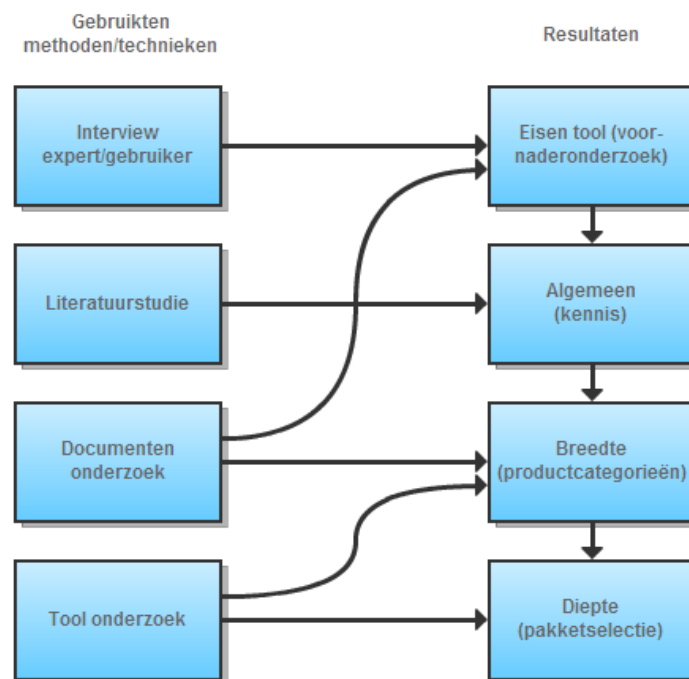 Gebruikten
methoden/technieken
Resultaten
Interview
expert/gebruiker
Eisen tool (voor-
naderonderzoek)
Literatuurstudie
Algemeen
(kennis)
Documenten
onderzoek
Breedte
(productcategorieën)
Tool onderzoek
Diepte
(pakketselectie)